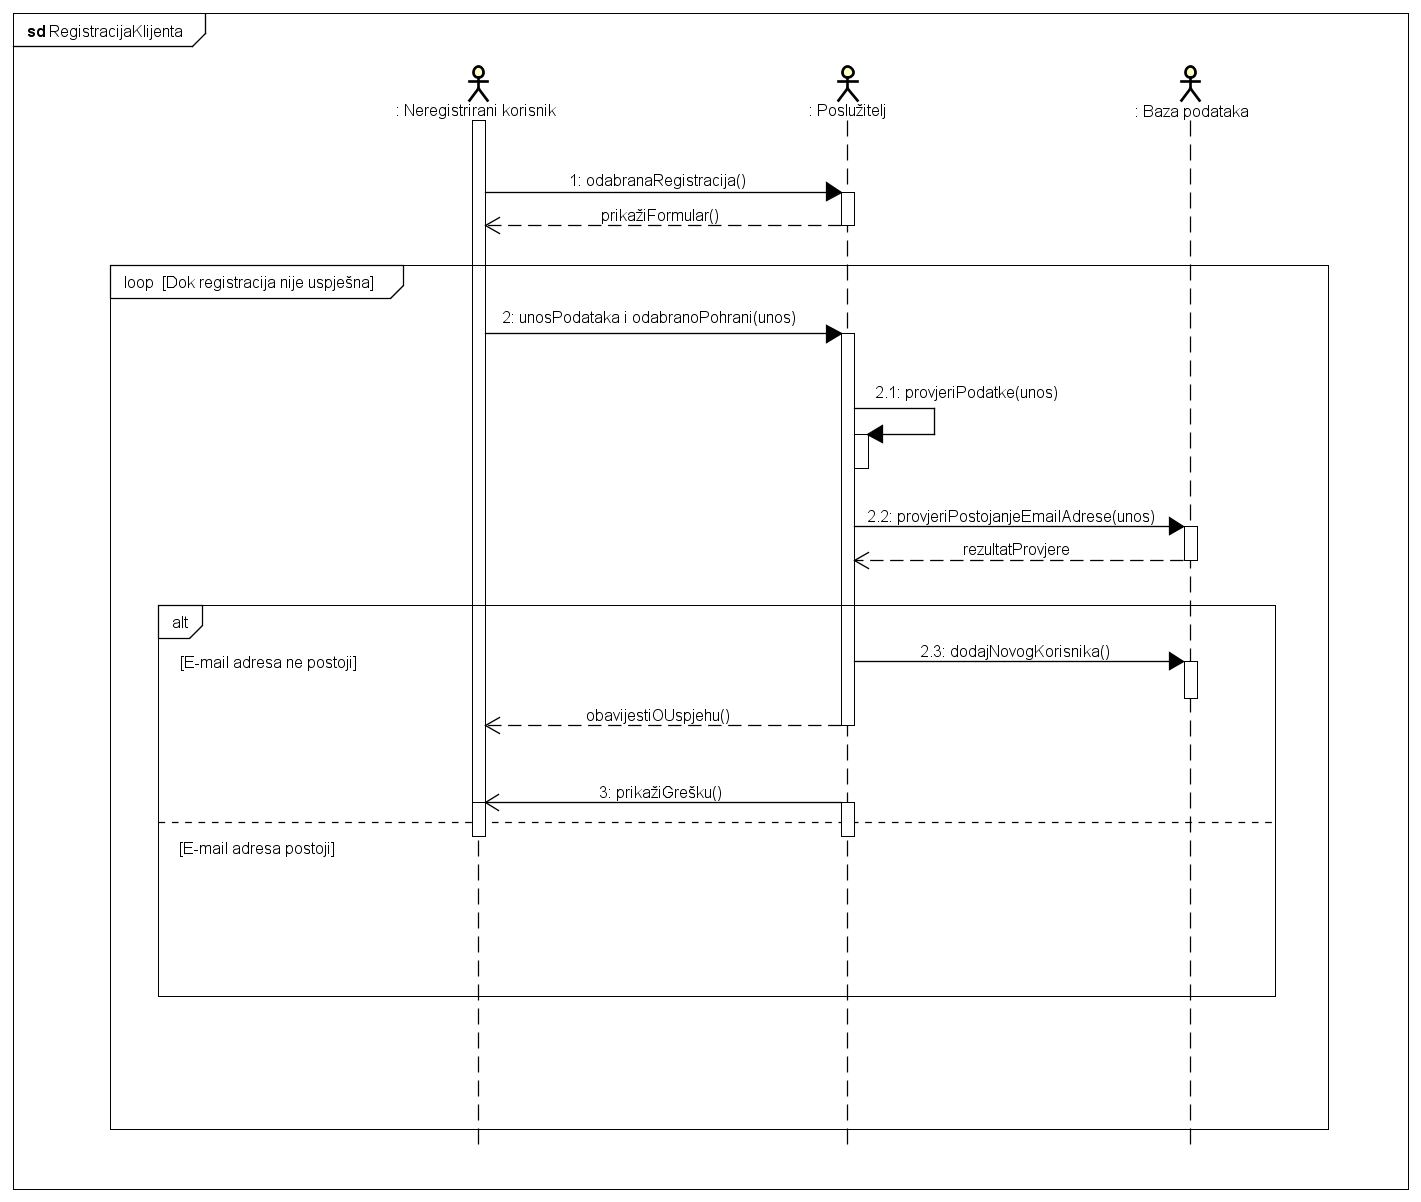 sd RegistracijaKlijenta
: Neregistrirani korisnik
: Poslužitelj
: Baza podataka
1: odabranaRegistracija()
prikažiFormular()
loop [Dok registracija nije uspješna]
2: unosPodataka i odabranoPohrani(unos)
2.1: provjeriPodatke(unos)
2.2: provjeriPostojanjeEmailAdrese(unos)
rezultatProvjere
alt
[E-mail adresa ne postoji]
2.3: dodajNovogKorisnika()
obavijestiOUspjehu()
3: prikažiGrešku()
[E-mail adresa postoji]